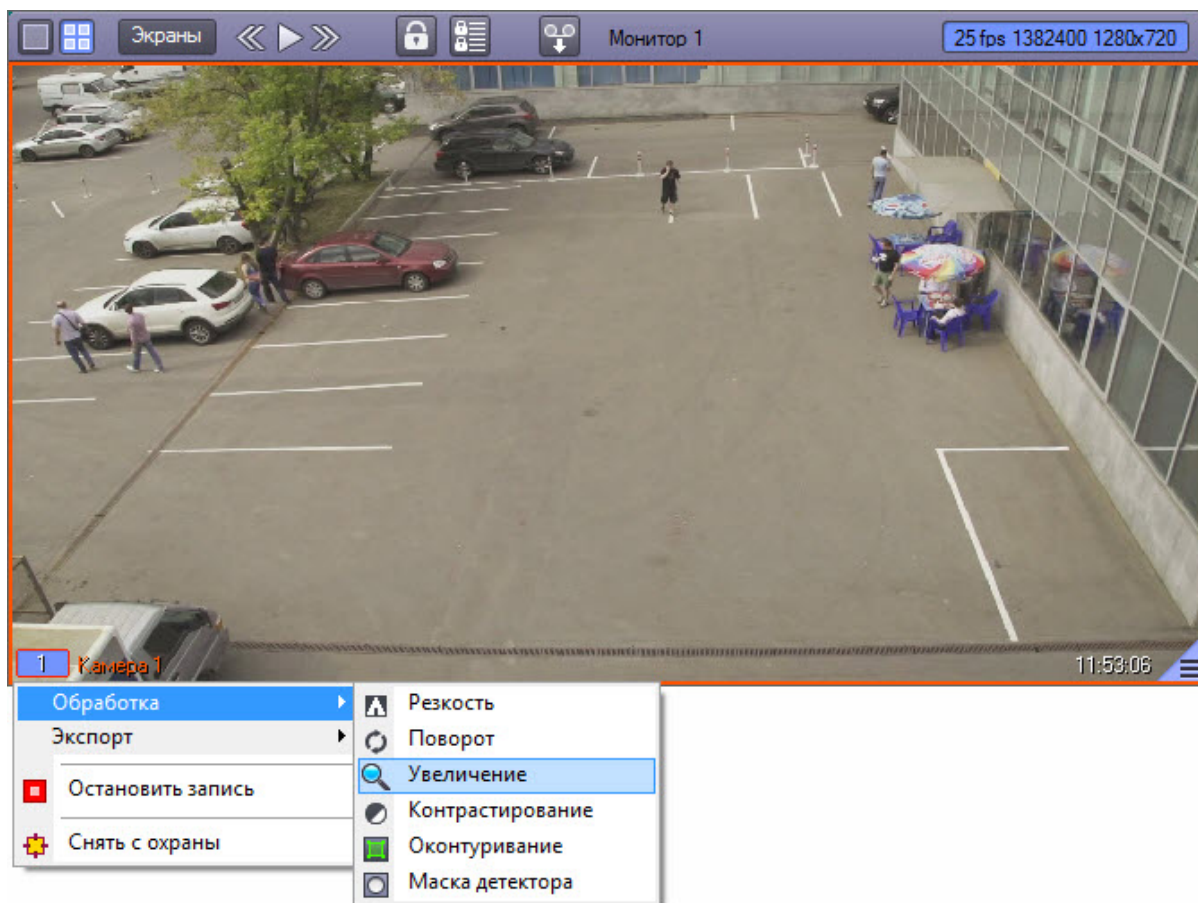 Экраны
Монитор 1
25 fps 1382400 1280x720
1 Камера 1
11:53:06
Обработка
Экспорт
Остановить запись
Снять с охраны
Резкость
Поворот
Увеличение
Контрастирование
Оконтуривание
Маска детектора